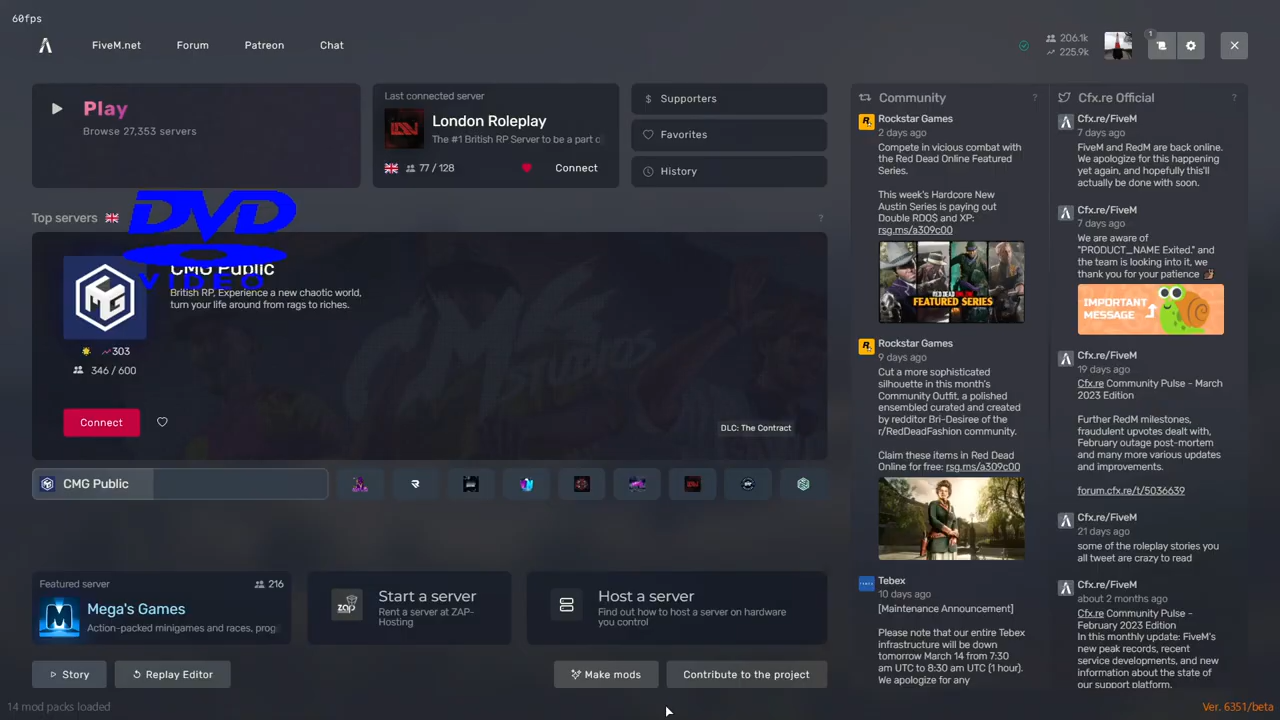 60fps
FiveM.net
Forum
Patreon
Chat
206.1k
225.9k
1
Play
Browse 27,353 servers
Last connected server
London Roleplay
The #1 British RP Server to be a part o
77 / 128
Connect
$ Supporters
Favorites
History
Top servers
?
DVD
VIDEO
CMG
CMG Public
British RP, Experience a new chaotic world,
turn your life around from rags to riches.
303
346 / 600
Connect
DLC: The Contract
CMG Public
Featured server
216
Mega's Games
Action-packed minigames and races, prog
ZAP
Start a server
Rent a server at ZAP-
Hosting
Host a server
Find out how to host a server on hardware
you control
Story
Replay Editor
Make mods
Contribute to the project
14 mod packs loaded
Community
?
Rockstar Games
2 days ago
Compete in vicious combat with
the Red Dead Online Featured
Series.
This week's Hardcore New
Austin Series is paying out
Double RDO$ and XP:
rsg.ms/a309c00
RED DEAD ONLINE
FEATURED SERIES
Rockstar Games
9 days ago
Cut a more sophisticated
silhouette in this month's
Community Outfit, a polished
ensembled curated and created
by redditor Bri-Desiree of the
r/RedDeadFashion community.
Claim these items in Red Dead
Online for free: rsg.ms/a309c00
Tebex
10 days ago
[Maintenance Announcement]
Please note that our entire Tebex
infrastructure will be down
tomorrow March 14 from 7:30
am UTC to 8:30 am UTC (1 hour).
We apologize for any
Cfx.re Official
?
Cfx.re/FiveM
7 days ago
FiveM and RedM are back online.
We apologize for this happening
yet again, and hopefully this'll
actually be done with soon.
Cfx.re/FiveM
7 days ago
We are aware of
"PRODUCT_NAME Exited." and
the team is looking into it, we
thank you for your patience
IMPORTANT
MESSAGE
Cfx.re/FiveM
19 days ago
Cfx.re Community Pulse - March
2023 Edition
Further RedM milestones,
fraudulent upvotes dealt with,
February outage post-mortem
and many more various updates
and improvements.
forum.cfx.re/t/5036639
Cfx.re/FiveM
21 days ago
some of the roleplay stories you
all tweet are crazy to read
Cfx.re/FiveM
about 2 months ago
Cfx.re Community Pulse -
February 2023 Edition
In this monthly update: FiveM's
new peak records, recent
service developments, and new
information about the state of
our support platform.
Ver. 6351/beta